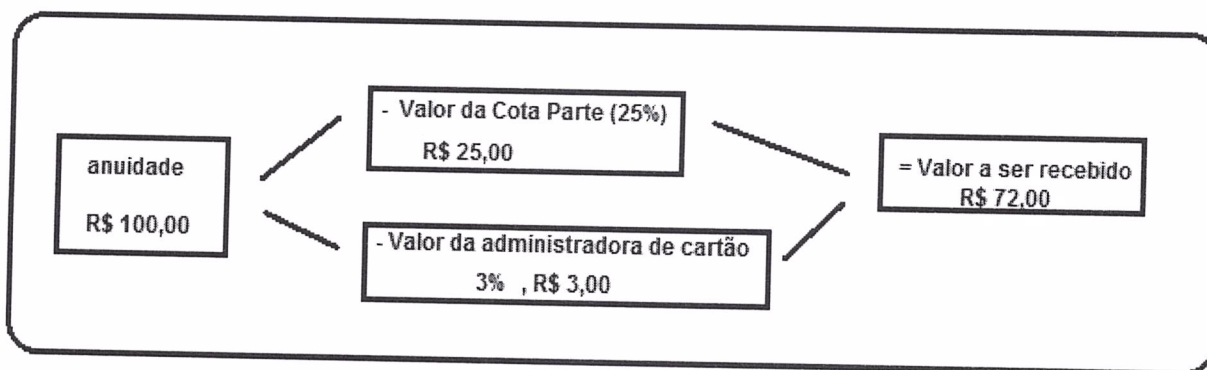 anuidade
R$ 100,00
- Valor da Cota Parte (25%)
R$ 25,00
- Valor da administradora de cartão
3% , R$ 3,00
= Valor a ser recebido
R$ 72,00